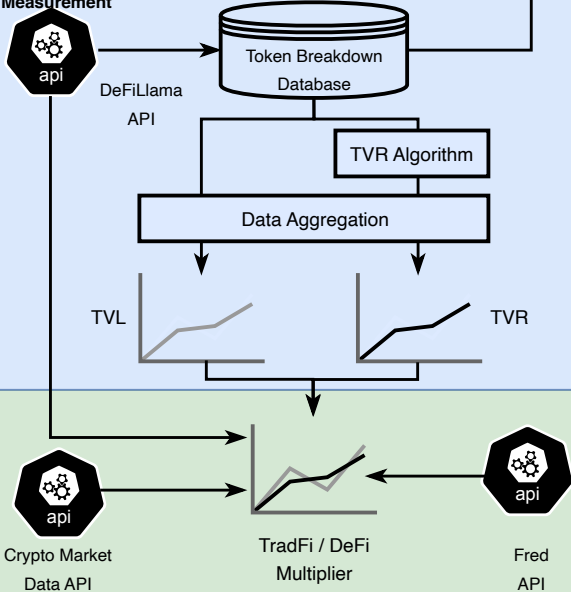 Measurement
api
DeFiLlama
API
Token Breakdown
Database
TVR Algorithm
Data Aggregation
TVL
TVR
api
Crypto Market
Data API
TradFi / DeFi
Multiplier
api
Fred
API